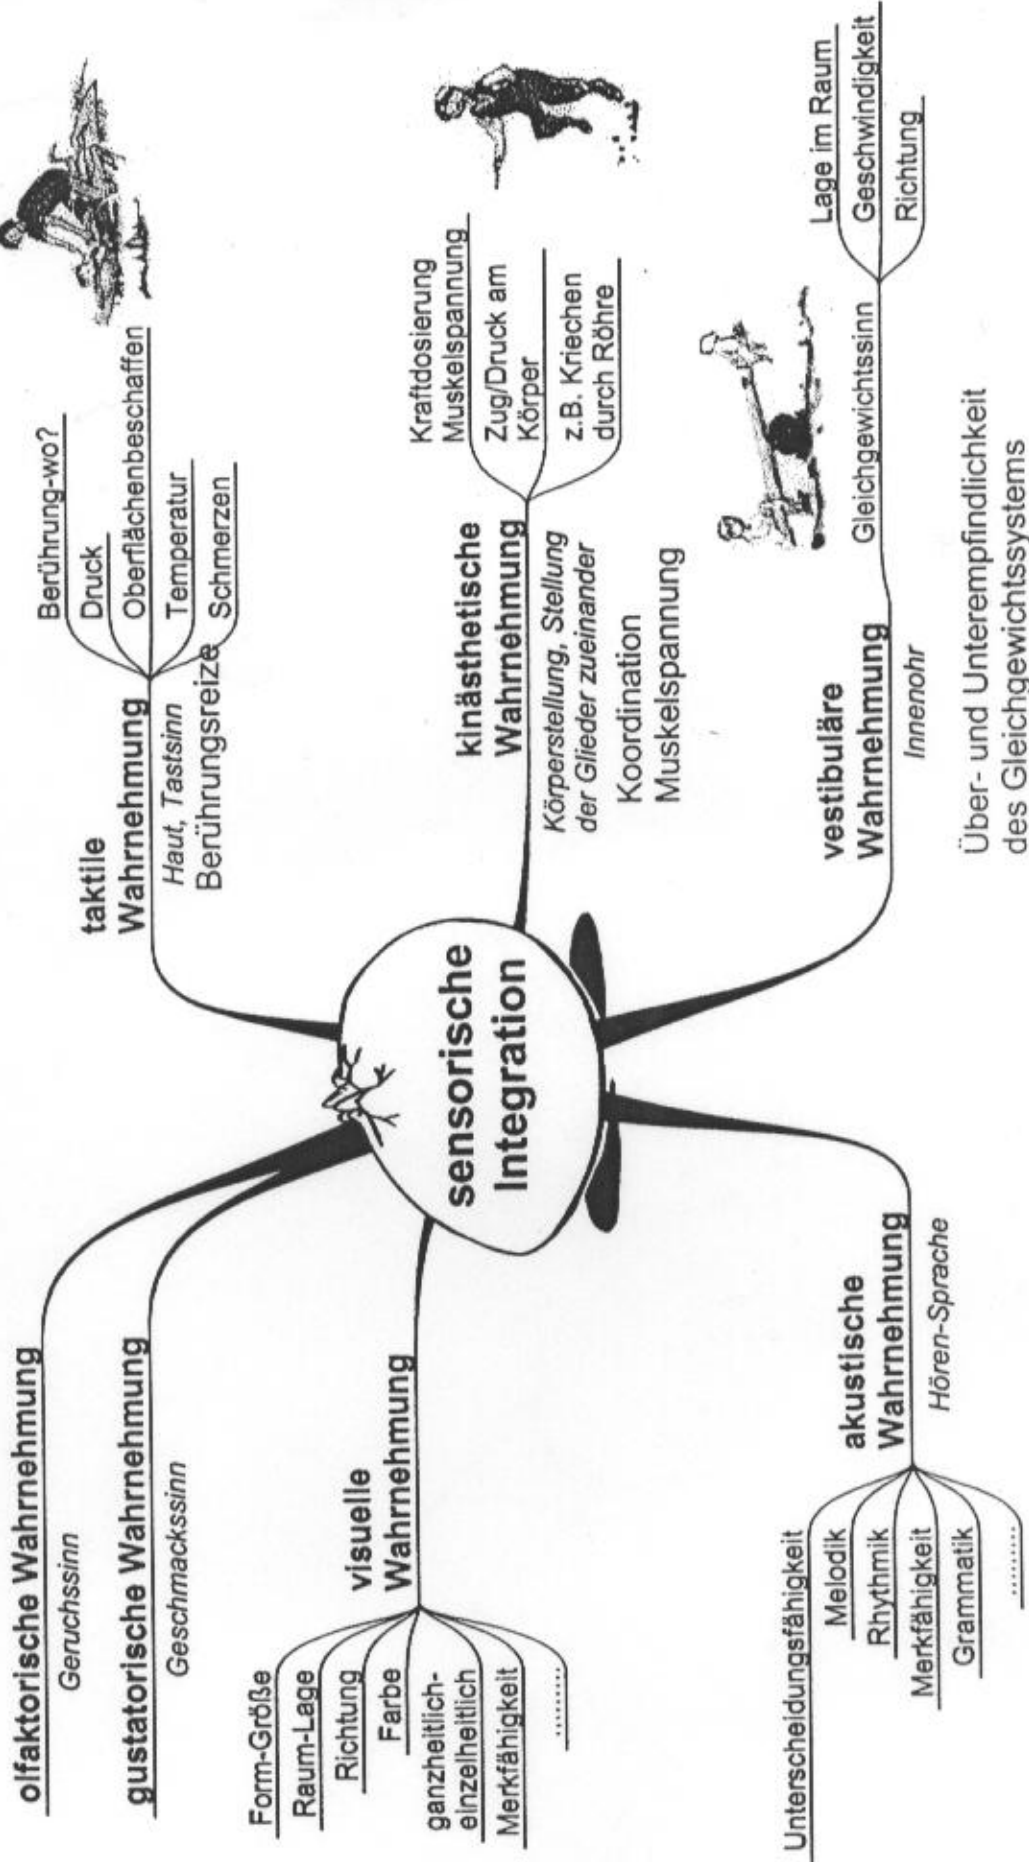 sensorische
Integration
olfaktorische Wahrnehmung
Geruchssinn
gustatorische Wahrnehmung
Geschmackssinn
visuelle
Wahrnehmung
Form-Größe
Raum-Lage
Richtung
Farbe
ganzheitlich-
einzelheitlich
Merkfähigkeit
........
akustische
Wahrnehmung
Hören-Sprache
Unterscheidungsfähigkeit
Melodik
Rhythmik
Merkfähigkeit
Grammatik
........
taktile
Wahrnehmung
Haut, Tastsinn
Berührungsreize
Berührung-wo?
Druck
Oberflächenbeschaffen
Temperatur
Schmerzen
kinästhetische
Wahrnehmung
Körperstellung, Stellung
der Glieder zueinander
Koordination
Muskelspannung
Kraftdosierung
Muskelspannung
Zug/Druck am
Körper
z.B. Kriechen
durch Röhre
vestibuläre
Wahrnehmung
Innenohr
Gleichgewichtssinn
Lage im Raum
Geschwindigkeit
Richtung
Über- und Unterempfindlichkeit
des Gleichgewichtssystems